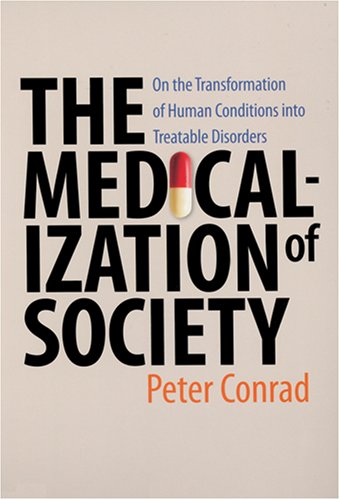 On the Transformation
of Human Conditions into
Treatable Disorders
THE
MEDICAL-
IZATION of
SOCIETY
Peter Conrad